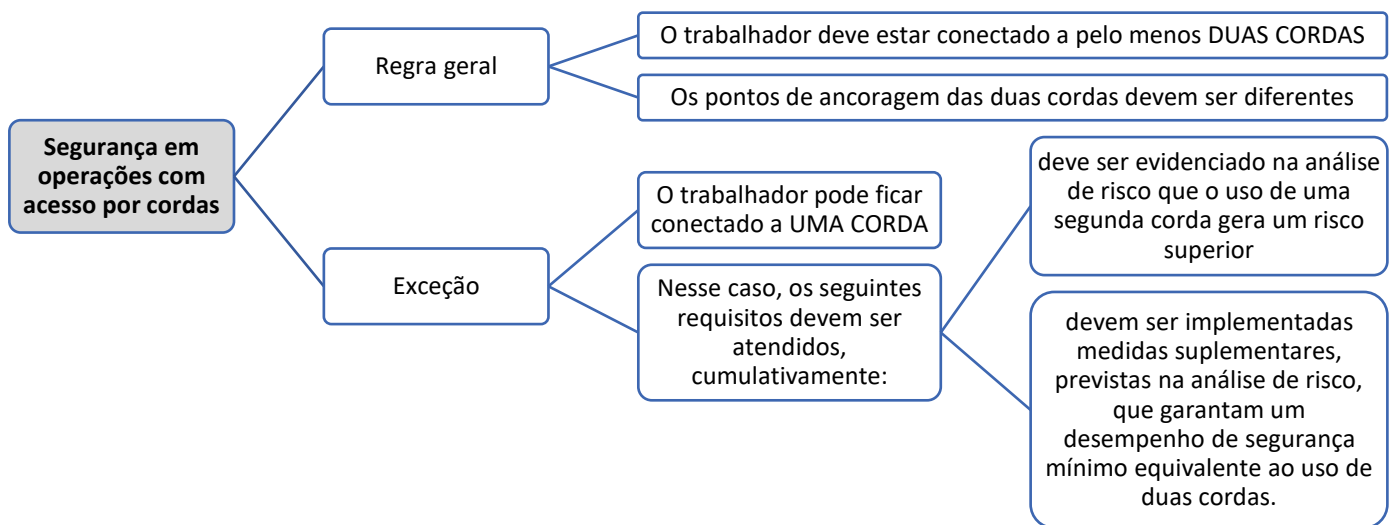 Segurança em
operações com
acesso por cordas
Regra geral
O trabalhador deve estar conectado a pelo menos DUAS CORDAS
Os pontos de ancoragem das duas cordas devem ser diferentes
Exceção
O trabalhador pode ficar
conectado a UMA CORDA
Nesse caso, os seguintes
requisitos devem ser
atendidos,
cumulativamente:
deve ser evidenciado na análise
de risco que o uso de uma
segunda corda gera um risco
superior
devem ser implementadas
medidas suplementares,
previstas na análise de risco,
que garantam um
desempenho de segurança
mínimo equivalente ao uso de
duas cordas.